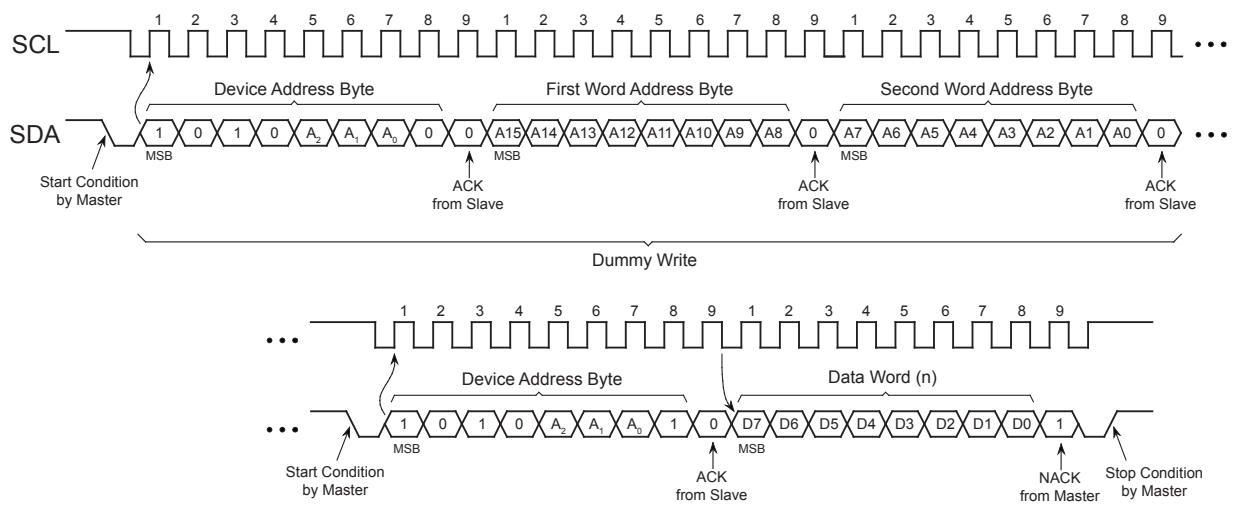 1 2 3 4 5 6 7 8 9 1 2 3 4 5 6 7 8 9 1 2 3 4 5 6 7 8 9
SCL
Device Address Byte First Word Address Byte Second Word Address Byte
SDA 1 0 1 0 A₂ A₁ A₀ 0 0 A15 A14 A13 A12 A11 A10 A9 A8 0 A7 A6 A5 A4 A3 A2 A1 A0 0
MSB MSB MSB
Start Condition
by Master
ACK
from Slave
ACK
from Slave
ACK
from Slave
Dummy Write
1 2 3 4 5 6 7 8 9 1 2 3 4 5 6 7 8 9
Device Address Byte Data Word (n)
1 0 1 0 A₂ A₁ A₀ 1 0 D7 D6 D5 D4 D3 D2 D1 D0 1
MSB MSB
Start Condition
by Master
ACK
from Slave
NACK
from Master
Stop Condition
by Master